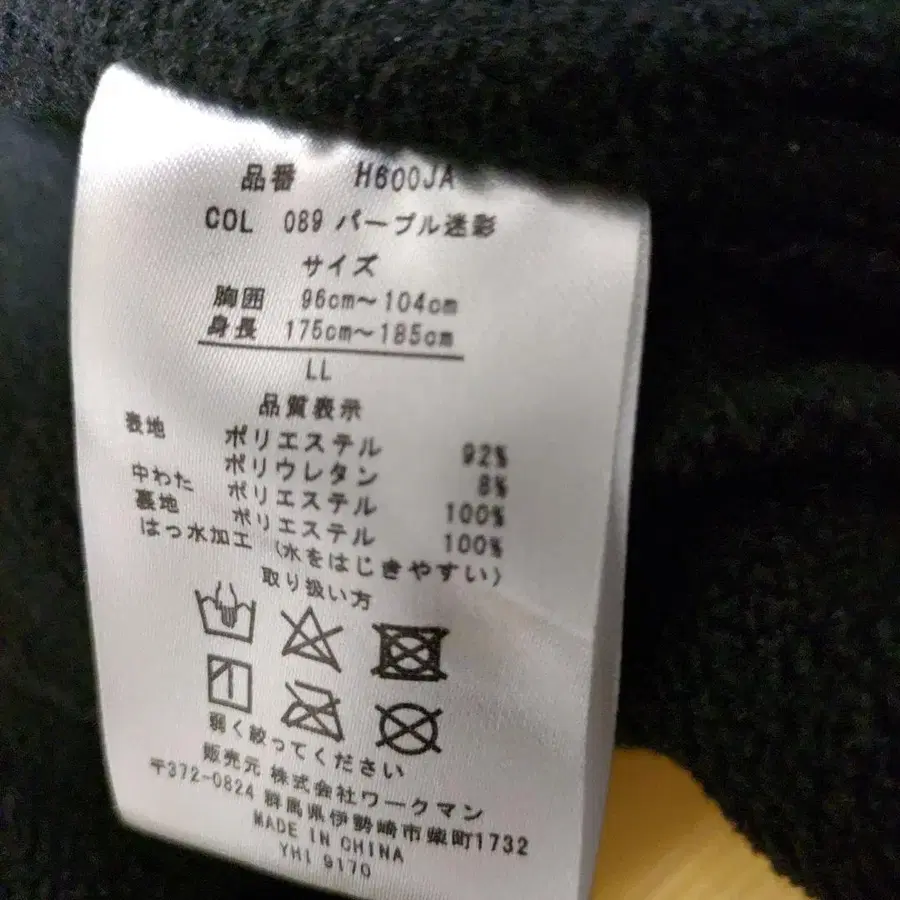 品番 H600JA
COL 089 パープル迷彩
サイズ
胸囲 96cm～104cm
身長 175cm～185cm
LL
品質表示
表地 ポリエステル 92%
ポリウレタン 8%
中わた ポリエステル 100%
裏地 ポリエステル 100%
はっ水加工 (水をはじきやすい)
取り扱い方
弱く絞ってください
販売元 株式会社ワークマン
〒372-0824 群馬県伊勢崎市柴町1732
MADE IN CHINA
YHI 9170